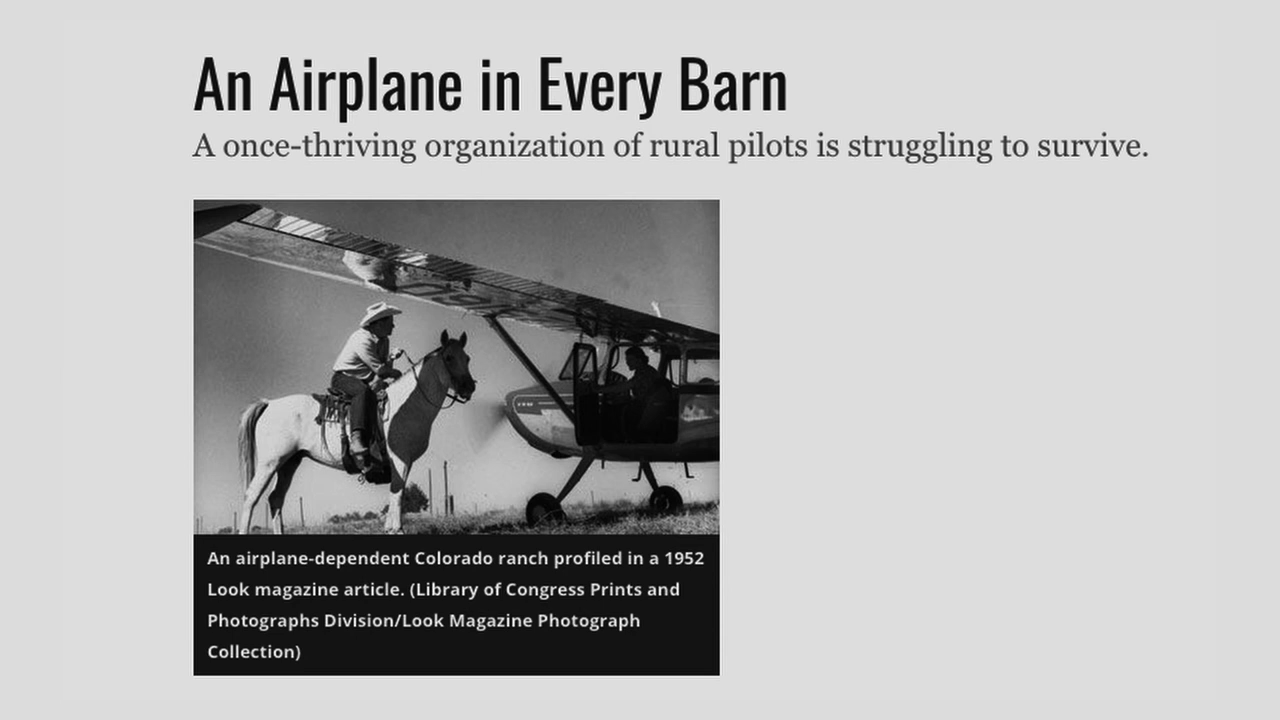 An Airplane in Every Barn
A once-thriving organization of rural pilots is struggling to survive.
An airplane-dependent Colorado ranch profiled in a 1952
Look magazine article. (Library of Congress Prints and
Photographs Division/Look Magazine Photograph
Collection)